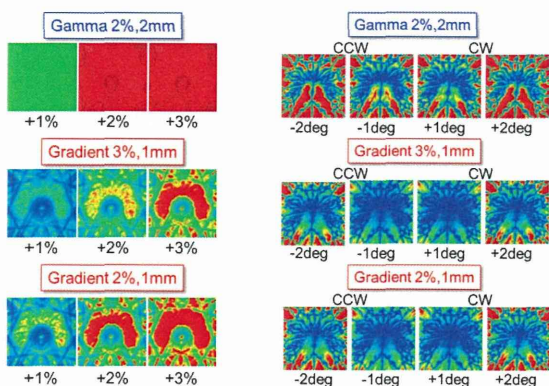 Gamma 2%,2mm
+1% +2% +3%
Gradient 3%,1mm
+1% +2% +3%
Gradient 2%,1mm
+1% +2% +3%
Gamma 2%,2mm
CCW CW
-2deg -1deg +1deg +2deg
Gradient 3%,1mm
CCW CW
-2deg -1deg +1deg +2deg
Gradient 2%,1mm
CCW CW
-2deg -1deg +1deg +2deg